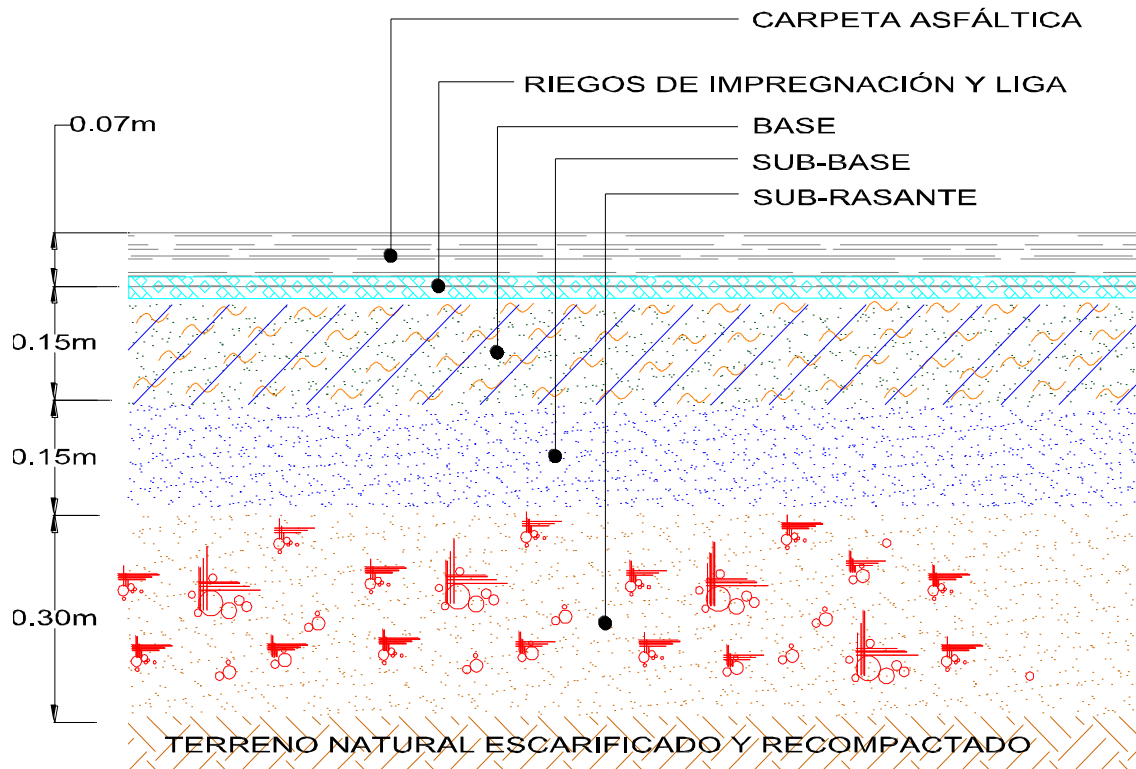 CARPETA ASFÁLTICA
RIEGOS DE IMPREGNACIÓN Y LIGA
0.07m
BASE
SUB-BASE
SUB-RASANTE
0.15m
0.15m
0.30m
TERRENO NATURAL ESCARIFICADO Y RECOMPACTADO